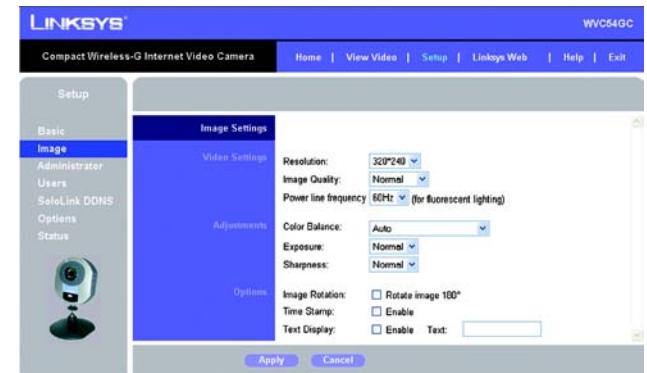 LINKSYS
WVC54GC
Compact Wireless-G Internet Video Camera
Home | View Video | Setup | Linksys Web | Help | Exit
Setup
Basic
Image
Administrator
Users
SoloLink DDNS
Options
Status
Image Settings
Video Settings
Resolution: 320*240
Image Quality: Normal
Power line frequency 60Hz (for fluorescent lighting)
Adjustments
Color Balance: Auto
Exposure: Normal
Sharpness: Normal
Options
Image Rotation: Rotate image 180°
Time Stamp: Enable
Text Display: Enable Text:
Apply Cancel